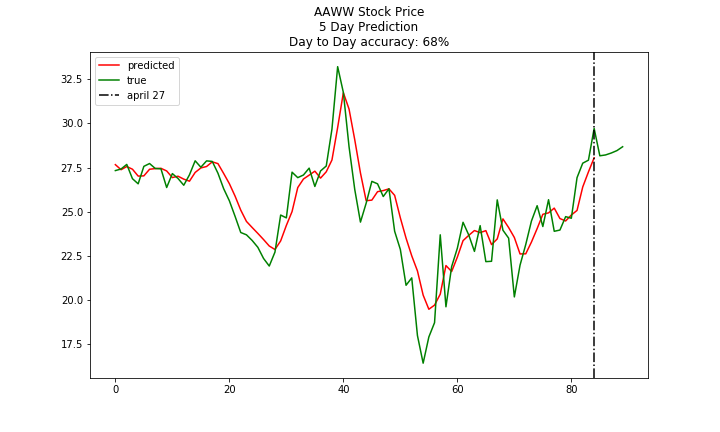 AAWW Stock Price
5 Day Prediction
Day to Day accuracy: 68%
predicted
true
april 27
32.5
30.0
27.5
25.0
22.5
20.0
17.5
0 20 40 60 80